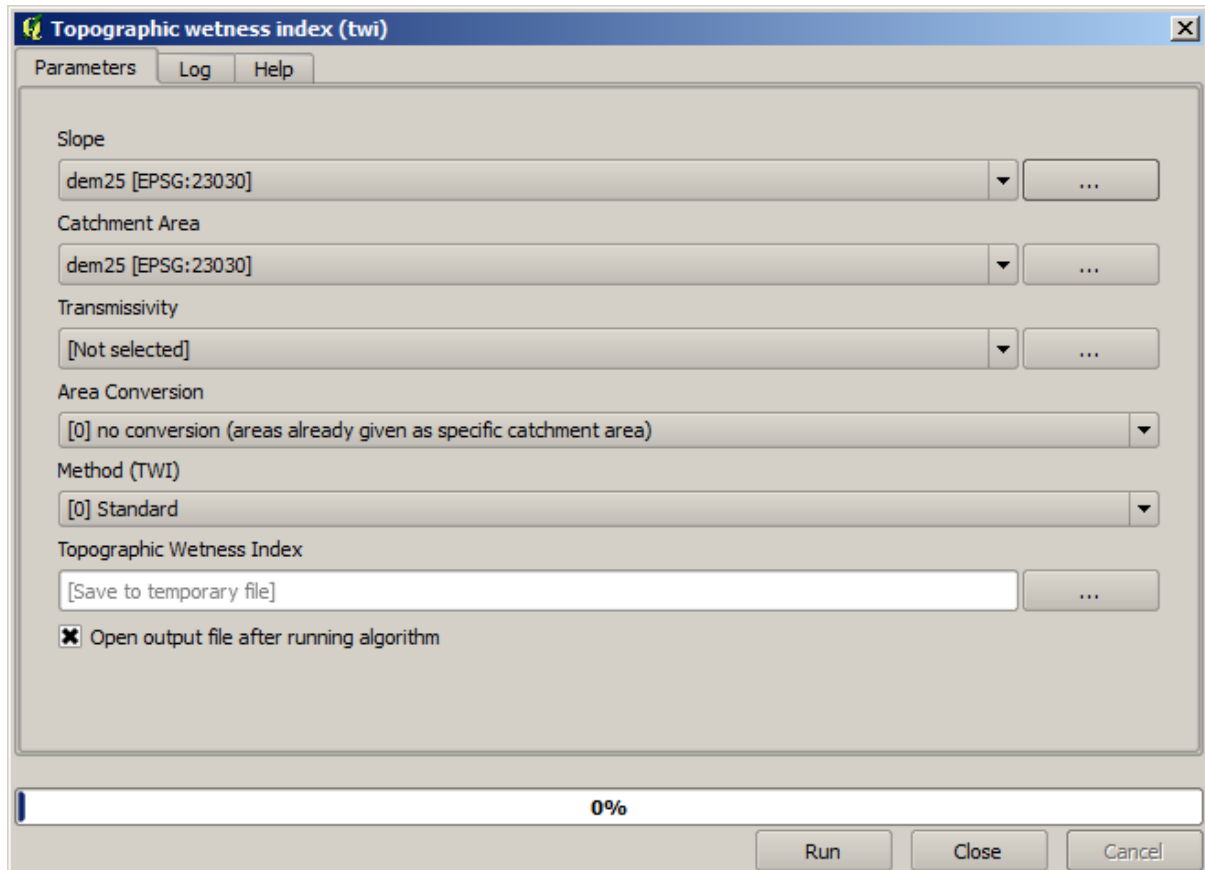 Topographic wetness index (twi)
Parameters Log Help
Slope
dem25 [EPSG:23030] ...
Catchment Area
dem25 [EPSG:23030] ...
Transmissivity
[Not selected] ...
Area Conversion
[0] no conversion (areas already given as specific catchment area)
Method (TWI)
[0] Standard
Topographic Wetness Index
[Save to temporary file] ...
Open output file after running algorithm
0%
Run Close Cancel